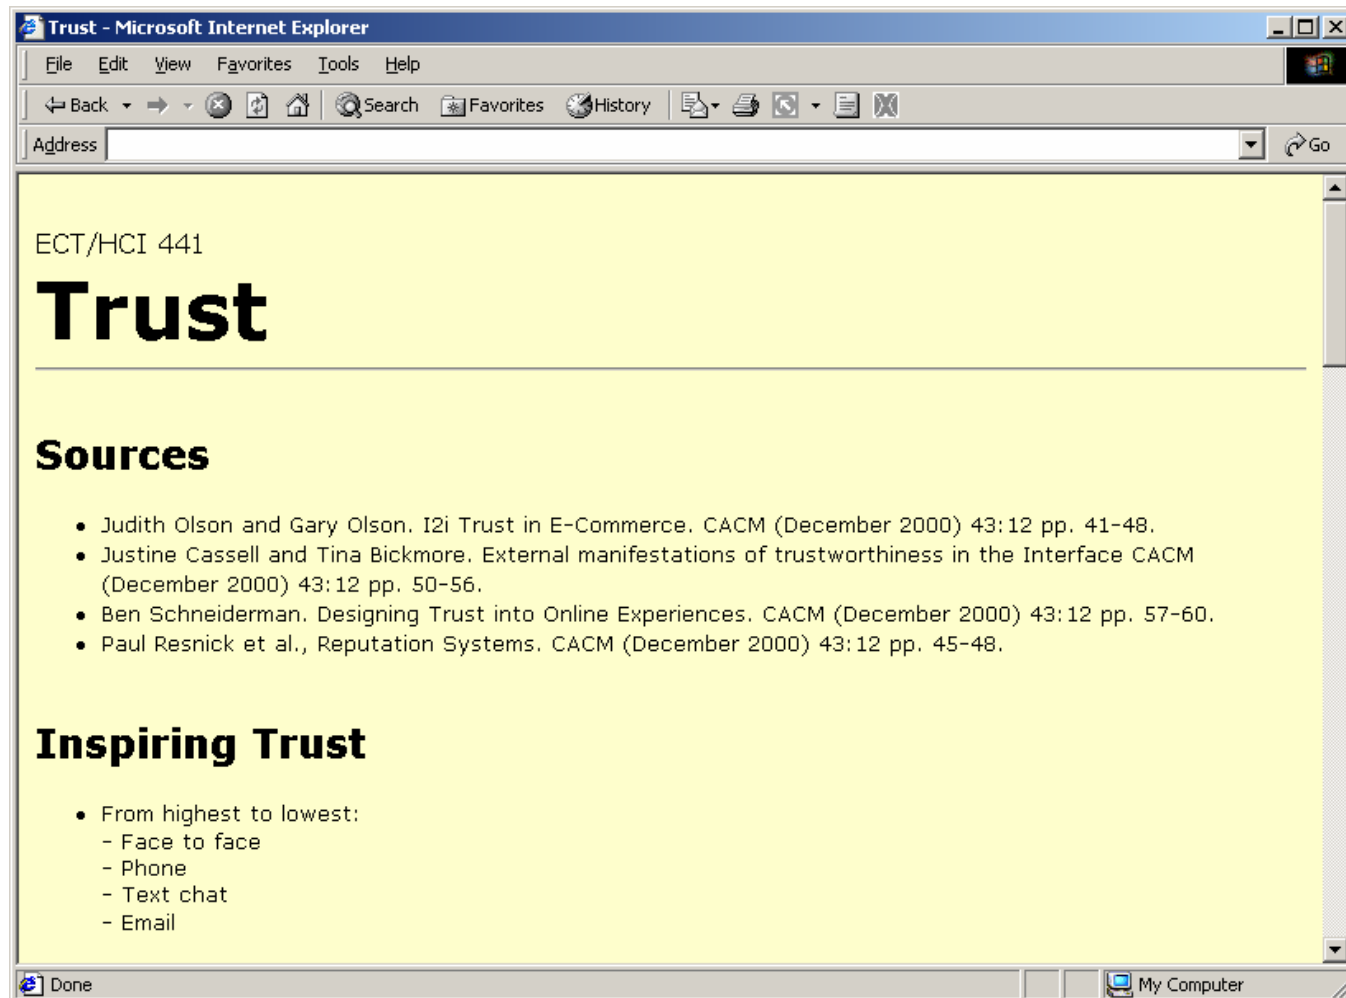 Trust - Microsoft Internet Explorer
File Edit View Favorites Tools Help
Back Search Favorites History
Address Go
ECT/HCI 441
Trust
Sources
• Judith Olson and Gary Olson. I2i Trust in E-Commerce. CACM (December 2000) 43:12 pp. 41-48.
• Justine Cassell and Tina Bickmore. External manifestations of trustworthiness in the Interface CACM
(December 2000) 43:12 pp. 50-56.
• Ben Schneiderman. Designing Trust into Online Experiences. CACM (December 2000) 43:12 pp. 57-60.
• Paul Resnick et al., Reputation Systems. CACM (December 2000) 43:12 pp. 45-48.
Inspiring Trust
• From highest to lowest:
- Face to face
- Phone
- Text chat
- Email
Done My Computer